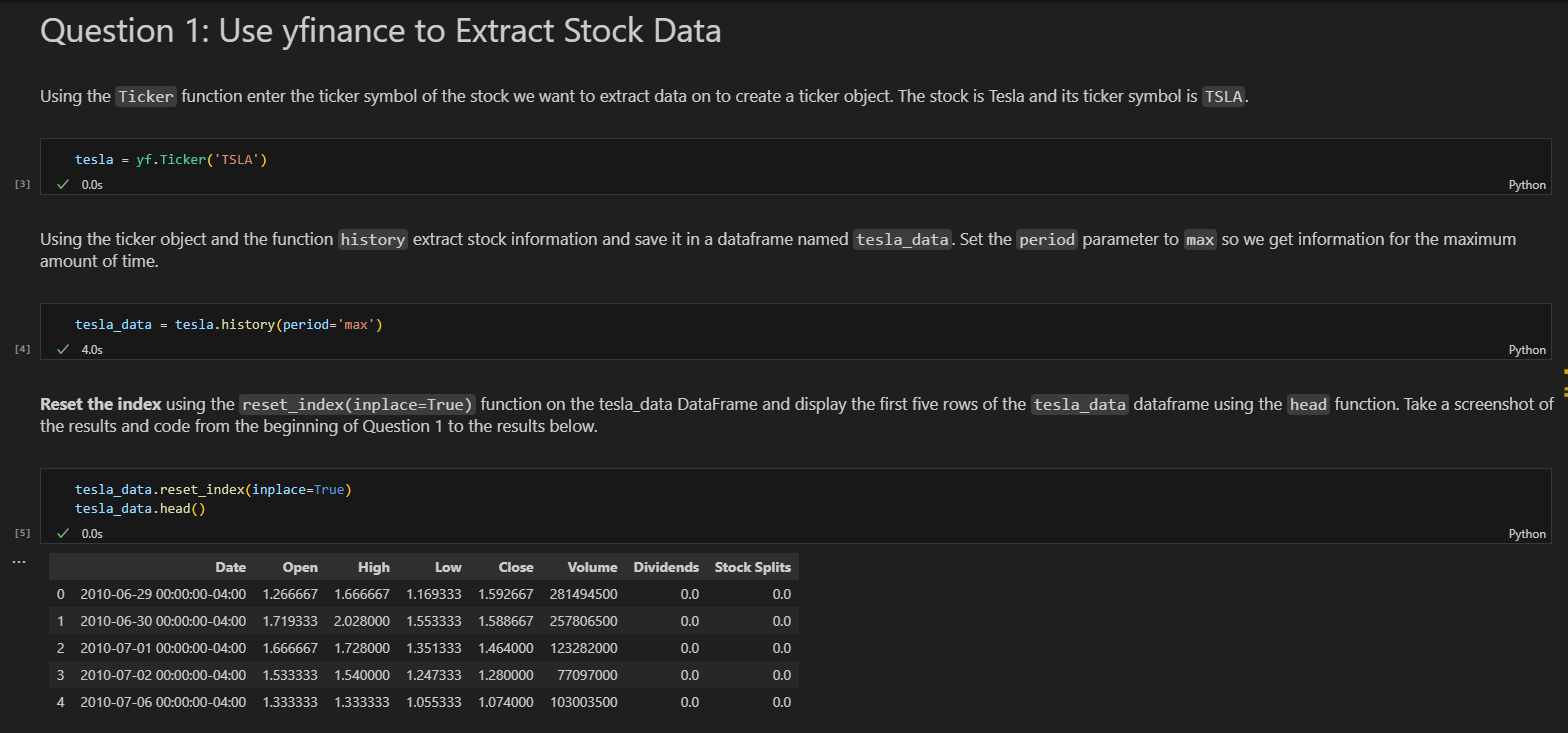 Question 1: Use yfinance to Extract Stock Data
Using the Ticker function enter the ticker symbol of the stock we want to extract data on to create a ticker object. The stock is Tesla and its ticker symbol is TSLA.
tesla = yf.Ticker('TSLA')
[3] 0.0s Python
Using the ticker object and the function history extract stock information and save it in a dataframe named tesla_data. Set the period parameter to max so we get information for the maximum
amount of time.
tesla_data = tesla.history(period='max')
[4] 4.0s Python
Reset the index using the reset_index(inplace=True) function on the tesla_data DataFrame and display the first five rows of the tesla_data dataframe using the head function. Take a screenshot of
the results and code from the beginning of Question 1 to the results below.
tesla_data.reset_index(inplace=True)
tesla_data.head()
[5] 0.0s Python
...
Date Open High Low Close Volume Dividends Stock Splits
0 2010-06-29 00:00:00-04:00 1.266667 1.666667 1.169333 1.592667 281494500 0.0 0.0
1 2010-06-30 00:00:00-04:00 1.719333 2.028000 1.553333 1.588667 257806500 0.0 0.0
2 2010-07-01 00:00:00-04:00 1.666667 1.728000 1.351333 1.464000 123282000 0.0 0.0
3 2010-07-02 00:00:00-04:00 1.533333 1.540000 1.247333 1.280000 77097000 0.0 0.0
4 2010-07-06 00:00:00-04:00 1.333333 1.333333 1.055333 1.074000 103003500 0.0 0.0